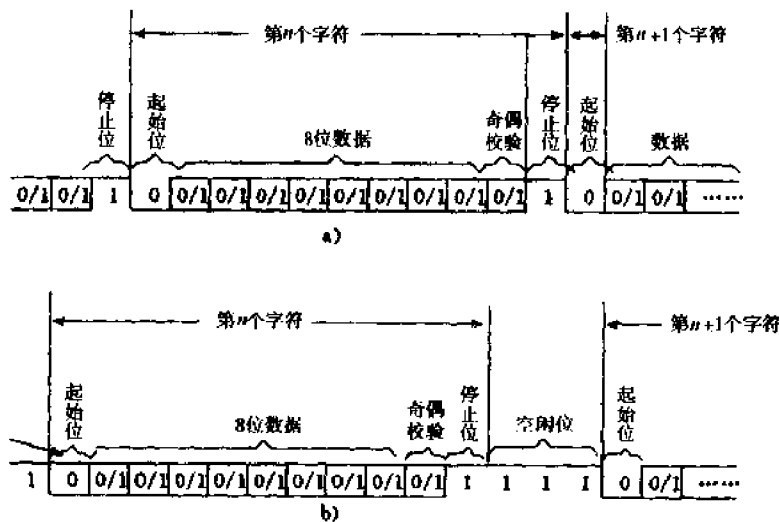 第n个字符
第n+1个字符
停止位
起始位
8位数据
奇偶校验
停止位
起始位
数据
0/1 0/1 1 0 0/1 0/1 0/1 0/1 0/1 0/1 0/1 0/1 0/1 1 0 0/1 0/1 ……
a)
第n个字符
第n+1个字符
起始位
8位数据
奇偶校验
停止位
空闲位
起始位
1 0 0/1 0/1 0/1 0/1 0/1 0/1 0/1 0/1 0/1 1 1 1 1 0 0/1 ……
b)